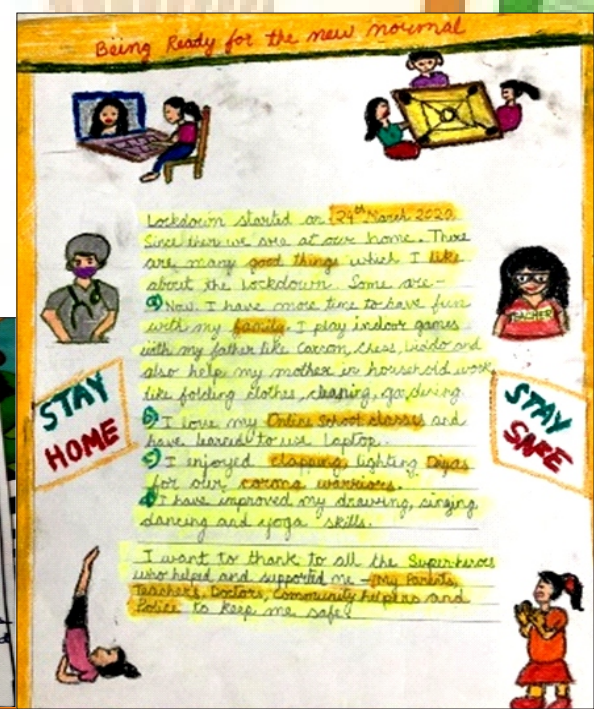 Being Ready for the new normal
Lockdown started on 24th March 2020.
Since then we are at our home. There
are many good things which I like
about the Lockdown. Some are -
a) Now I have more time to have fun
with my family. I play indoor games
with my father like Carrom, Chess, Luddo and
also help my mother in household work
like folding clothes, cleaning, gardening.
b) I love my Online School classes and
have learned to use laptop.
c) I enjoyed clapping, lighting Diyas
for our corona warriors.
d) I have improved my drawing, singing
dancing and yoga skills.
I want to thank to all the Super-heroes
who helped and supported me - My Parents,
Teachers, Doctors, Community helpers and
Police to keep me safe.
STAY
HOME
TEACHER
STAY
SAFE